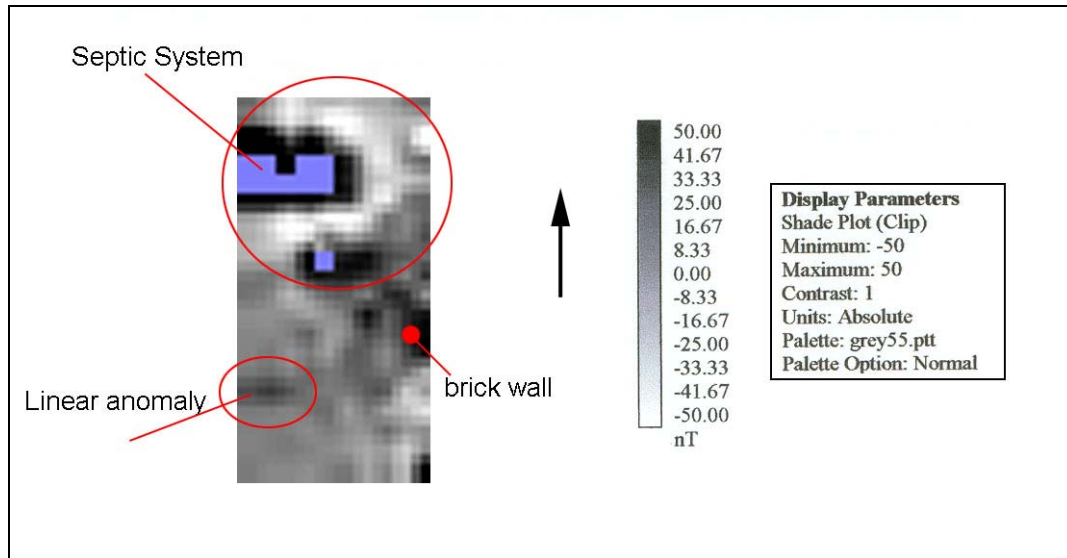 Septic System
Linear anomaly
brick wall
50.00
41.67
33.33
25.00
16.67
8.33
0.00
-8.33
-16.67
-25.00
-33.33
-41.67
-50.00
nT
Display Parameters
Shade Plot (Clip)
Minimum: -50
Maximum: 50
Contrast: 1
Units: Absolute
Palette: grey55.ptt
Palette Option: Normal